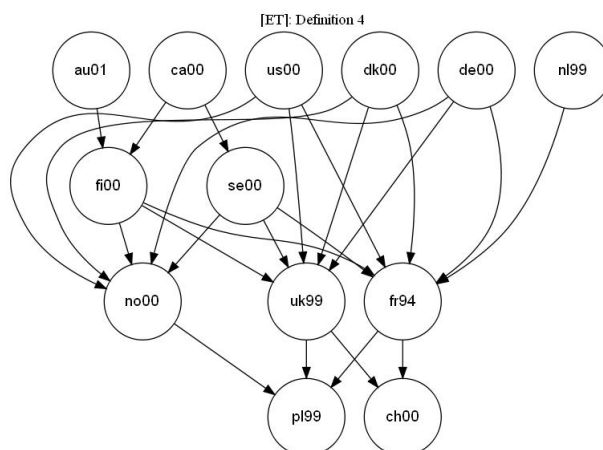 [ET]: Definition 4
au01 ca00 us00 dk00 de00 nl99
fi00 se00
no00 uk99 fr94
pl99 ch00